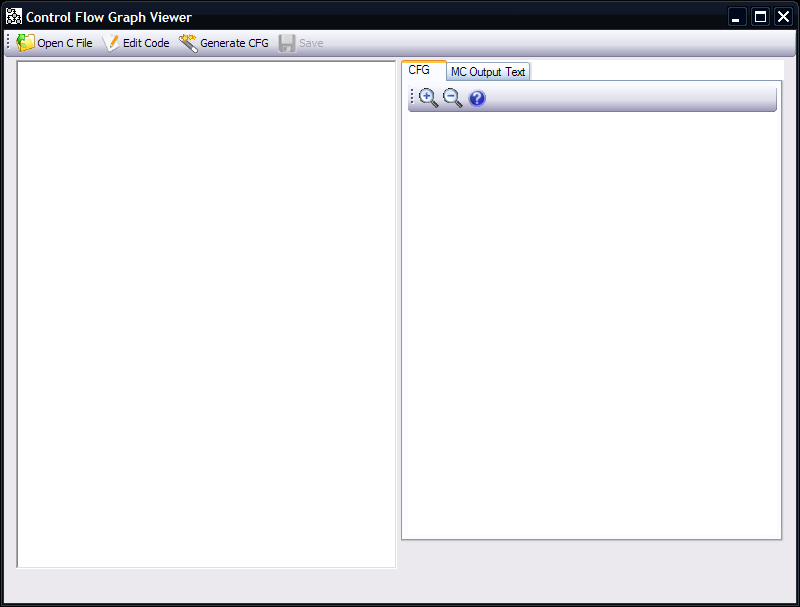 Control Flow Graph Viewer
Open C File Edit Code Generate CFG Save
CFG MC Output Text